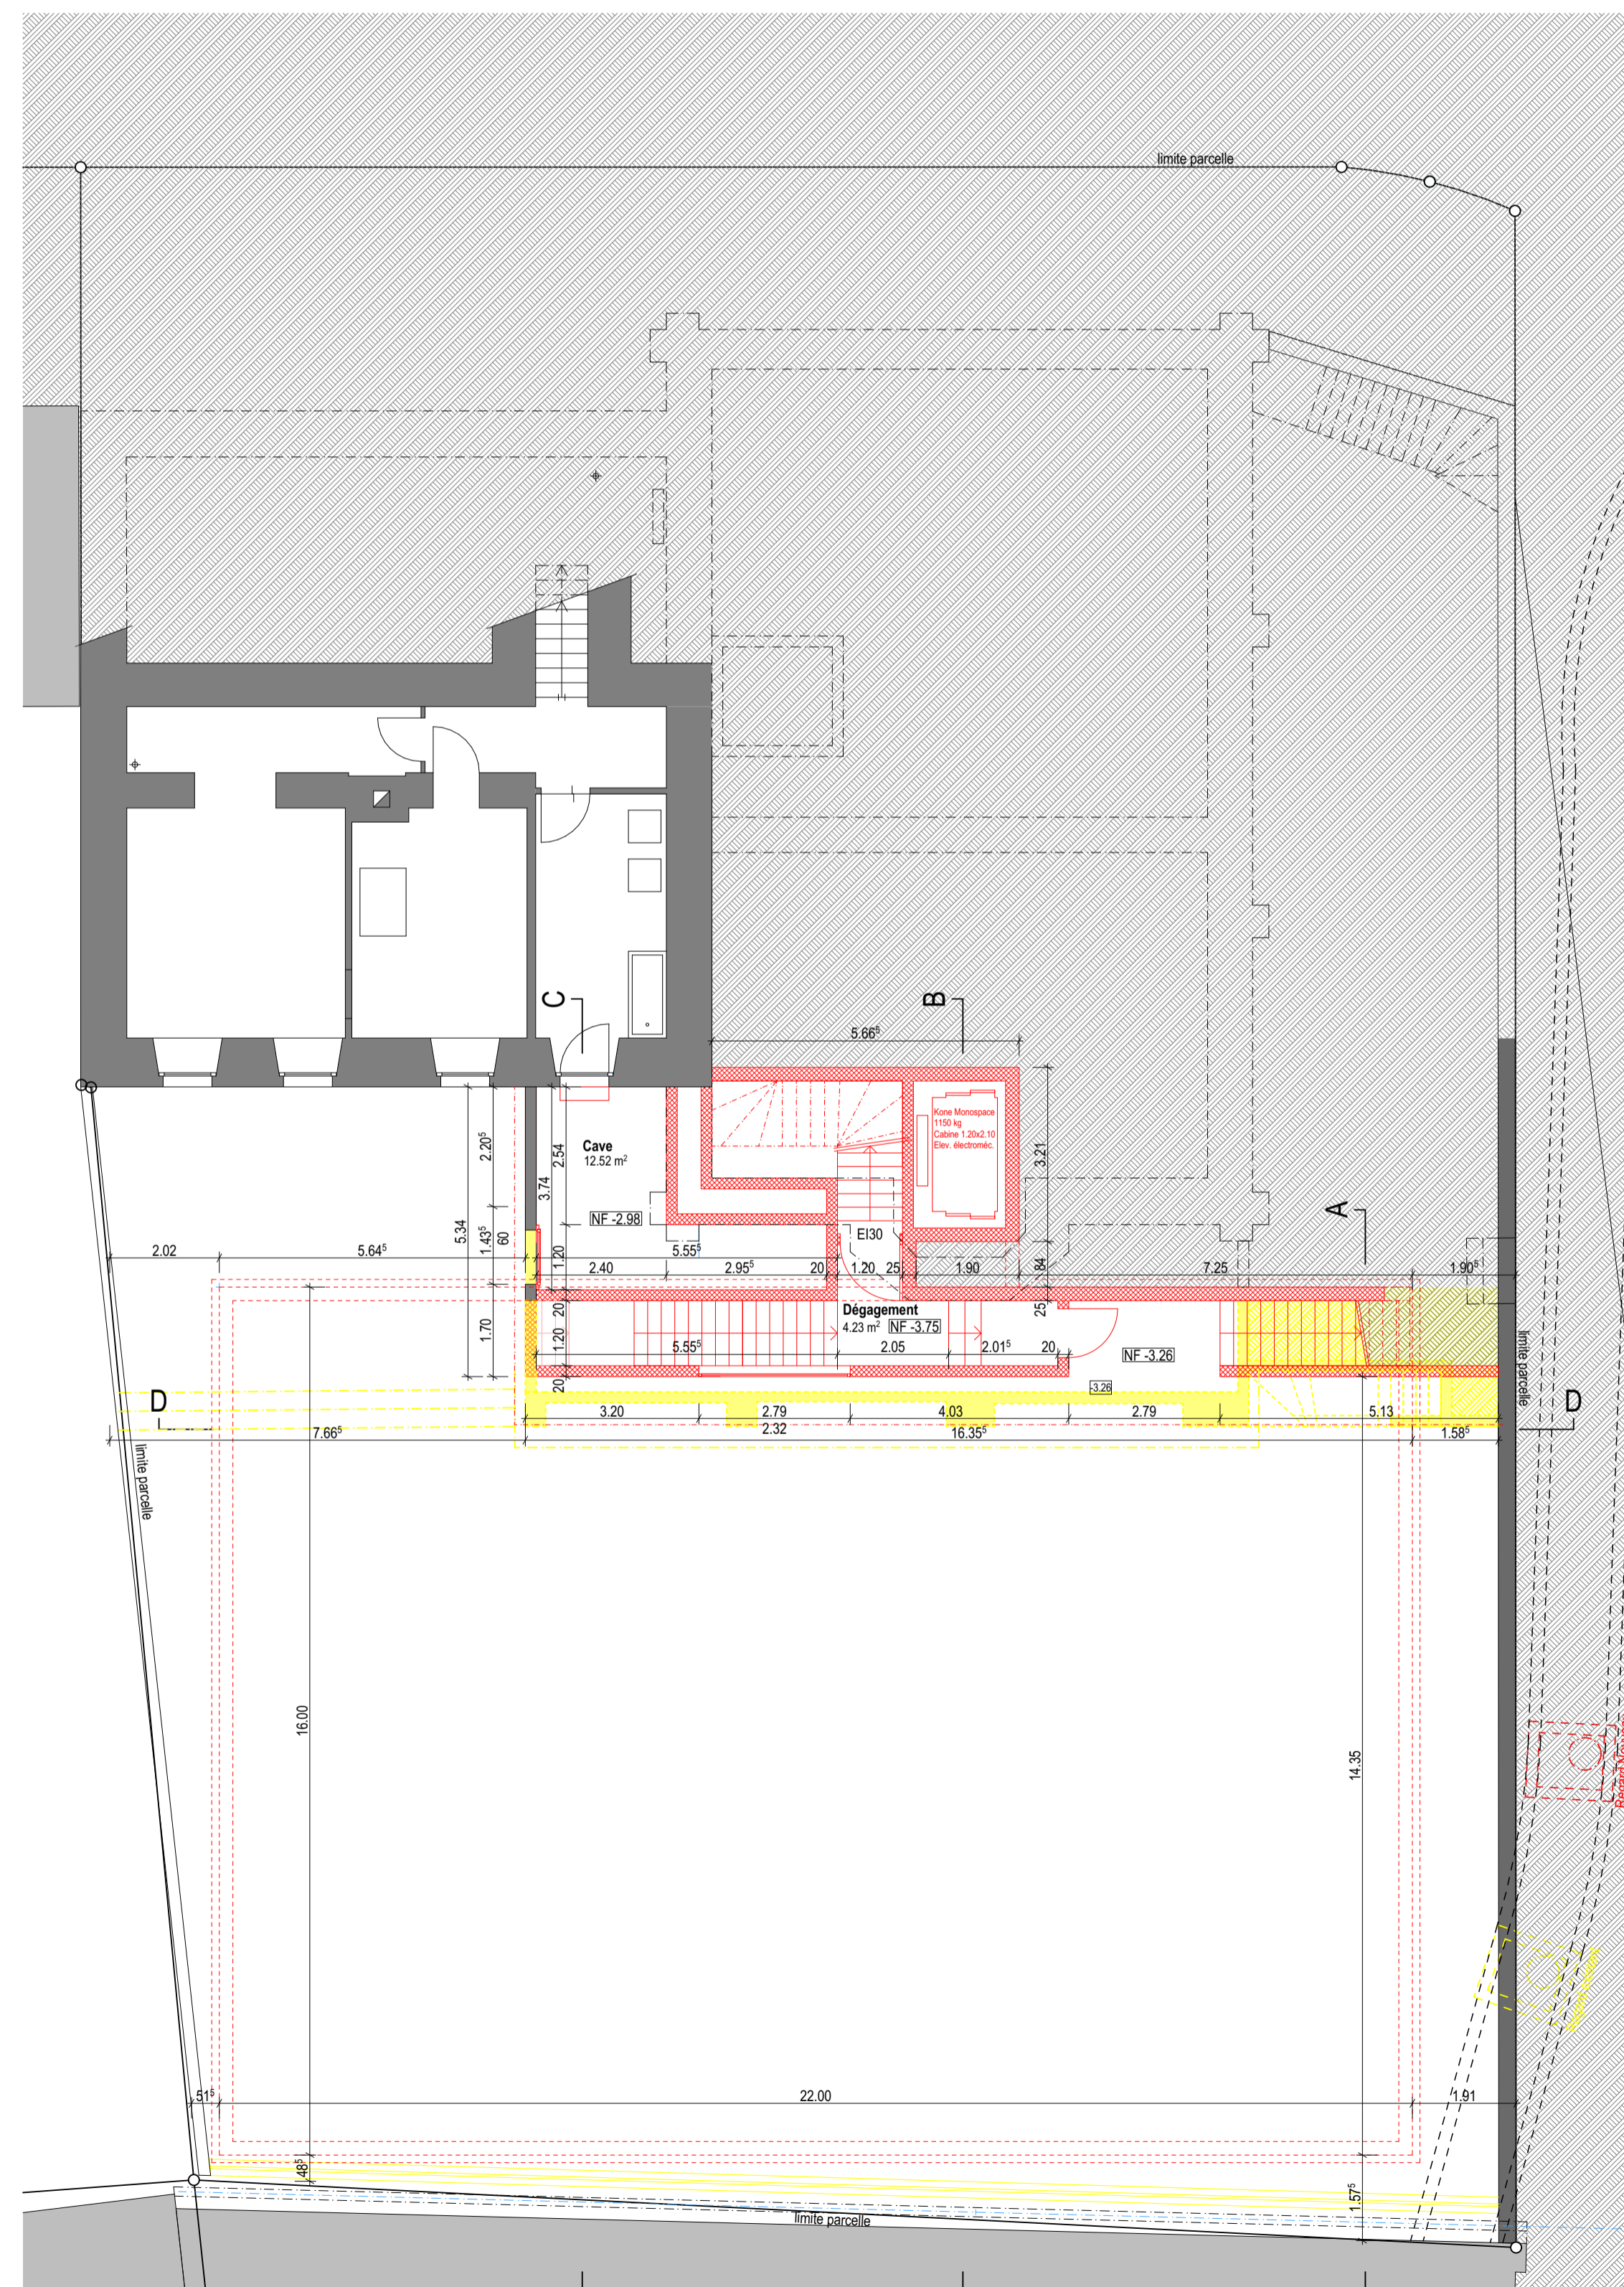 limite parcelle
C
B
5.66⁵
Kone Monospace
1150 kg
Cabine 1.20x2.10
Elev. électroméc.
Cave
12.52 m²
2.20⁵
2.54
3.74
3.21
NF -2.98
A
5.34
1.43⁵
60
1.20
EI30
84
2.02
5.64⁵
5.55⁵
2.40
2.95⁵
20
1.20
25
1.90
7.25
1.90⁵
Dégagement
4.23 m²
NF -3.75
25
1.70
20
1.20
20
5.55⁵
2.05
2.01⁵
20
NF -3.26
-3.26
limite parcelle
D
D
3.20
2.79
4.03
2.79
5.13
7.66⁵
2.32
16.35⁵
1.58⁵
limite parcelle
16.00
14.35
51⁵
22.00
1.91
48⁵
1.57⁵
limite parcelle